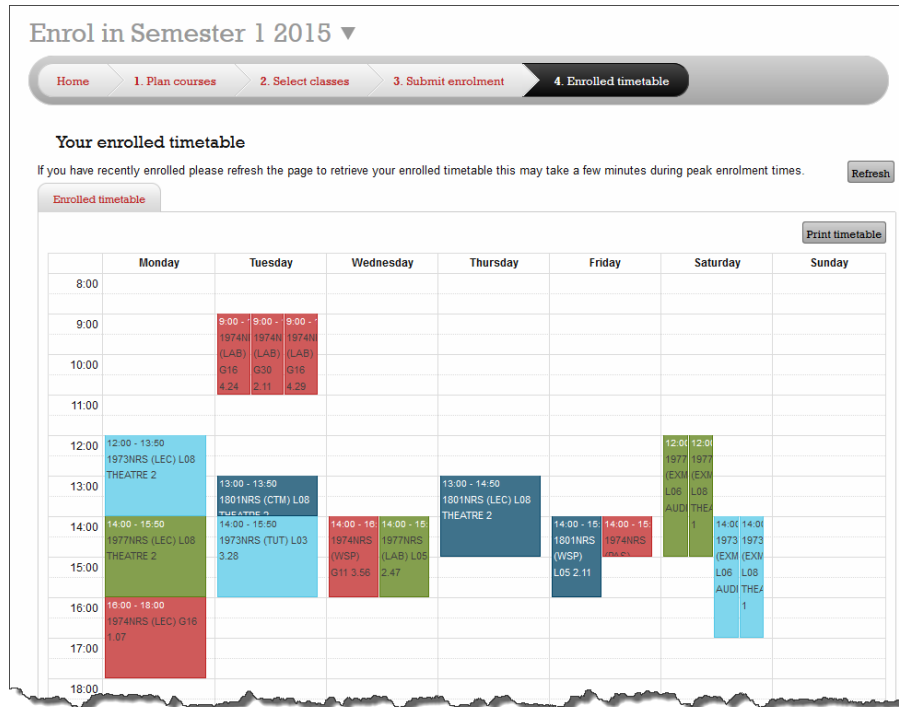 Enrol in Semester 1 2015 ▼
Home 1. Plan courses 2. Select classes 3. Submit enrolment 4. Enrolled timetable
Your enrolled timetable
If you have recently enrolled please refresh the page to retrieve your enrolled timetable this may take a few minutes during peak enrolment times. Refresh
Enrolled timetable
Print timetable
Monday Tuesday Wednesday Thursday Friday Saturday Sunday
8:00
9:00
9:00 - 9:00 - 9:00 -
1974N 1974N 1974N
(LAB) (LAB) (LAB)
G16 G30 G16
4.24 2.11 4.29
10:00
11:00
12:00
12:00 - 13:50
1973NRS (LEC) L08
THEATRE 2
12:00 12:00
1977 1977
(EXM (EXM
L06 L08
AUDI THEA
1
13:00
13:00 - 13:50
1801NRS (CTM) L08
THEATRE 2
13:00 - 14:50
1801NRS (LEC) L08
THEATRE 2
14:00
14:00 - 15:50
1977NRS (LEC) L08
THEATRE 2
14:00 - 15:50
1973NRS (TUT) L03
3.28
14:00 - 16: 14:00 - 15:
1974NRS 1977NRS
(WSP) (LAB) L05
G11 3.56 2.47
14:00 - 15: 14:00 - 15:
1801NRS 1974NRS
(WSP) (PAS)
L05 2.11
14:00 14:00
1973 1973
(EXM (EXM
L06 L08
AUDI THEA
1
15:00
16:00
16:00 - 18:00
1974NRS (LEC) G16
1.07
17:00
18:00